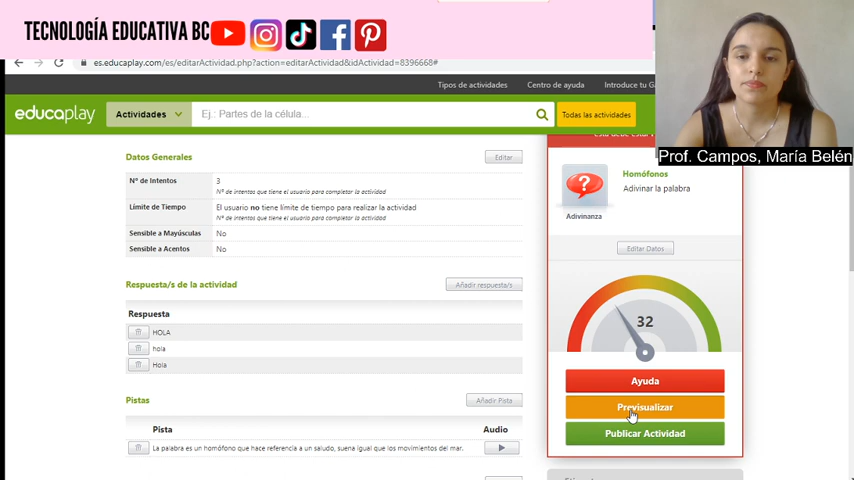 TECNOLOGÍA EDUCATIVA BC
es.educaplay.com/es/editarActividad.php?action=editarActividad&idActividad=8396668#
Tipos de actividades
Centro de ayuda
Introduce tu G
educaplay
Actividades
Ej.: Partes de la célula...
Todas las actividades
Prof. Campos, María Belén
Datos Generales
Editar
Nº de Intentos
3
Nº de intentos que tiene el usuario para completar la actividad
Límite de Tiempo
El usuario no tiene límite de tiempo para realizar la actividad
Nº de intentos que tiene el usuario para completar la actividad
Sensible a Mayúsculas
No
Sensible a Acentos
No
Respuesta/s de la actividad
Añadir respuesta/s
Respuesta
HOLA
hola
Hola
Pistas
Añadir Pista
Pista
Audio
La palabra es un homófono que hace referencia a un saludo, suena igual que los movimientos del mar.
Homófonos
Adivinar la palabra
Adivinanza
Editar Datos
32
Ayuda
Previsualizar
Publicar Actividad